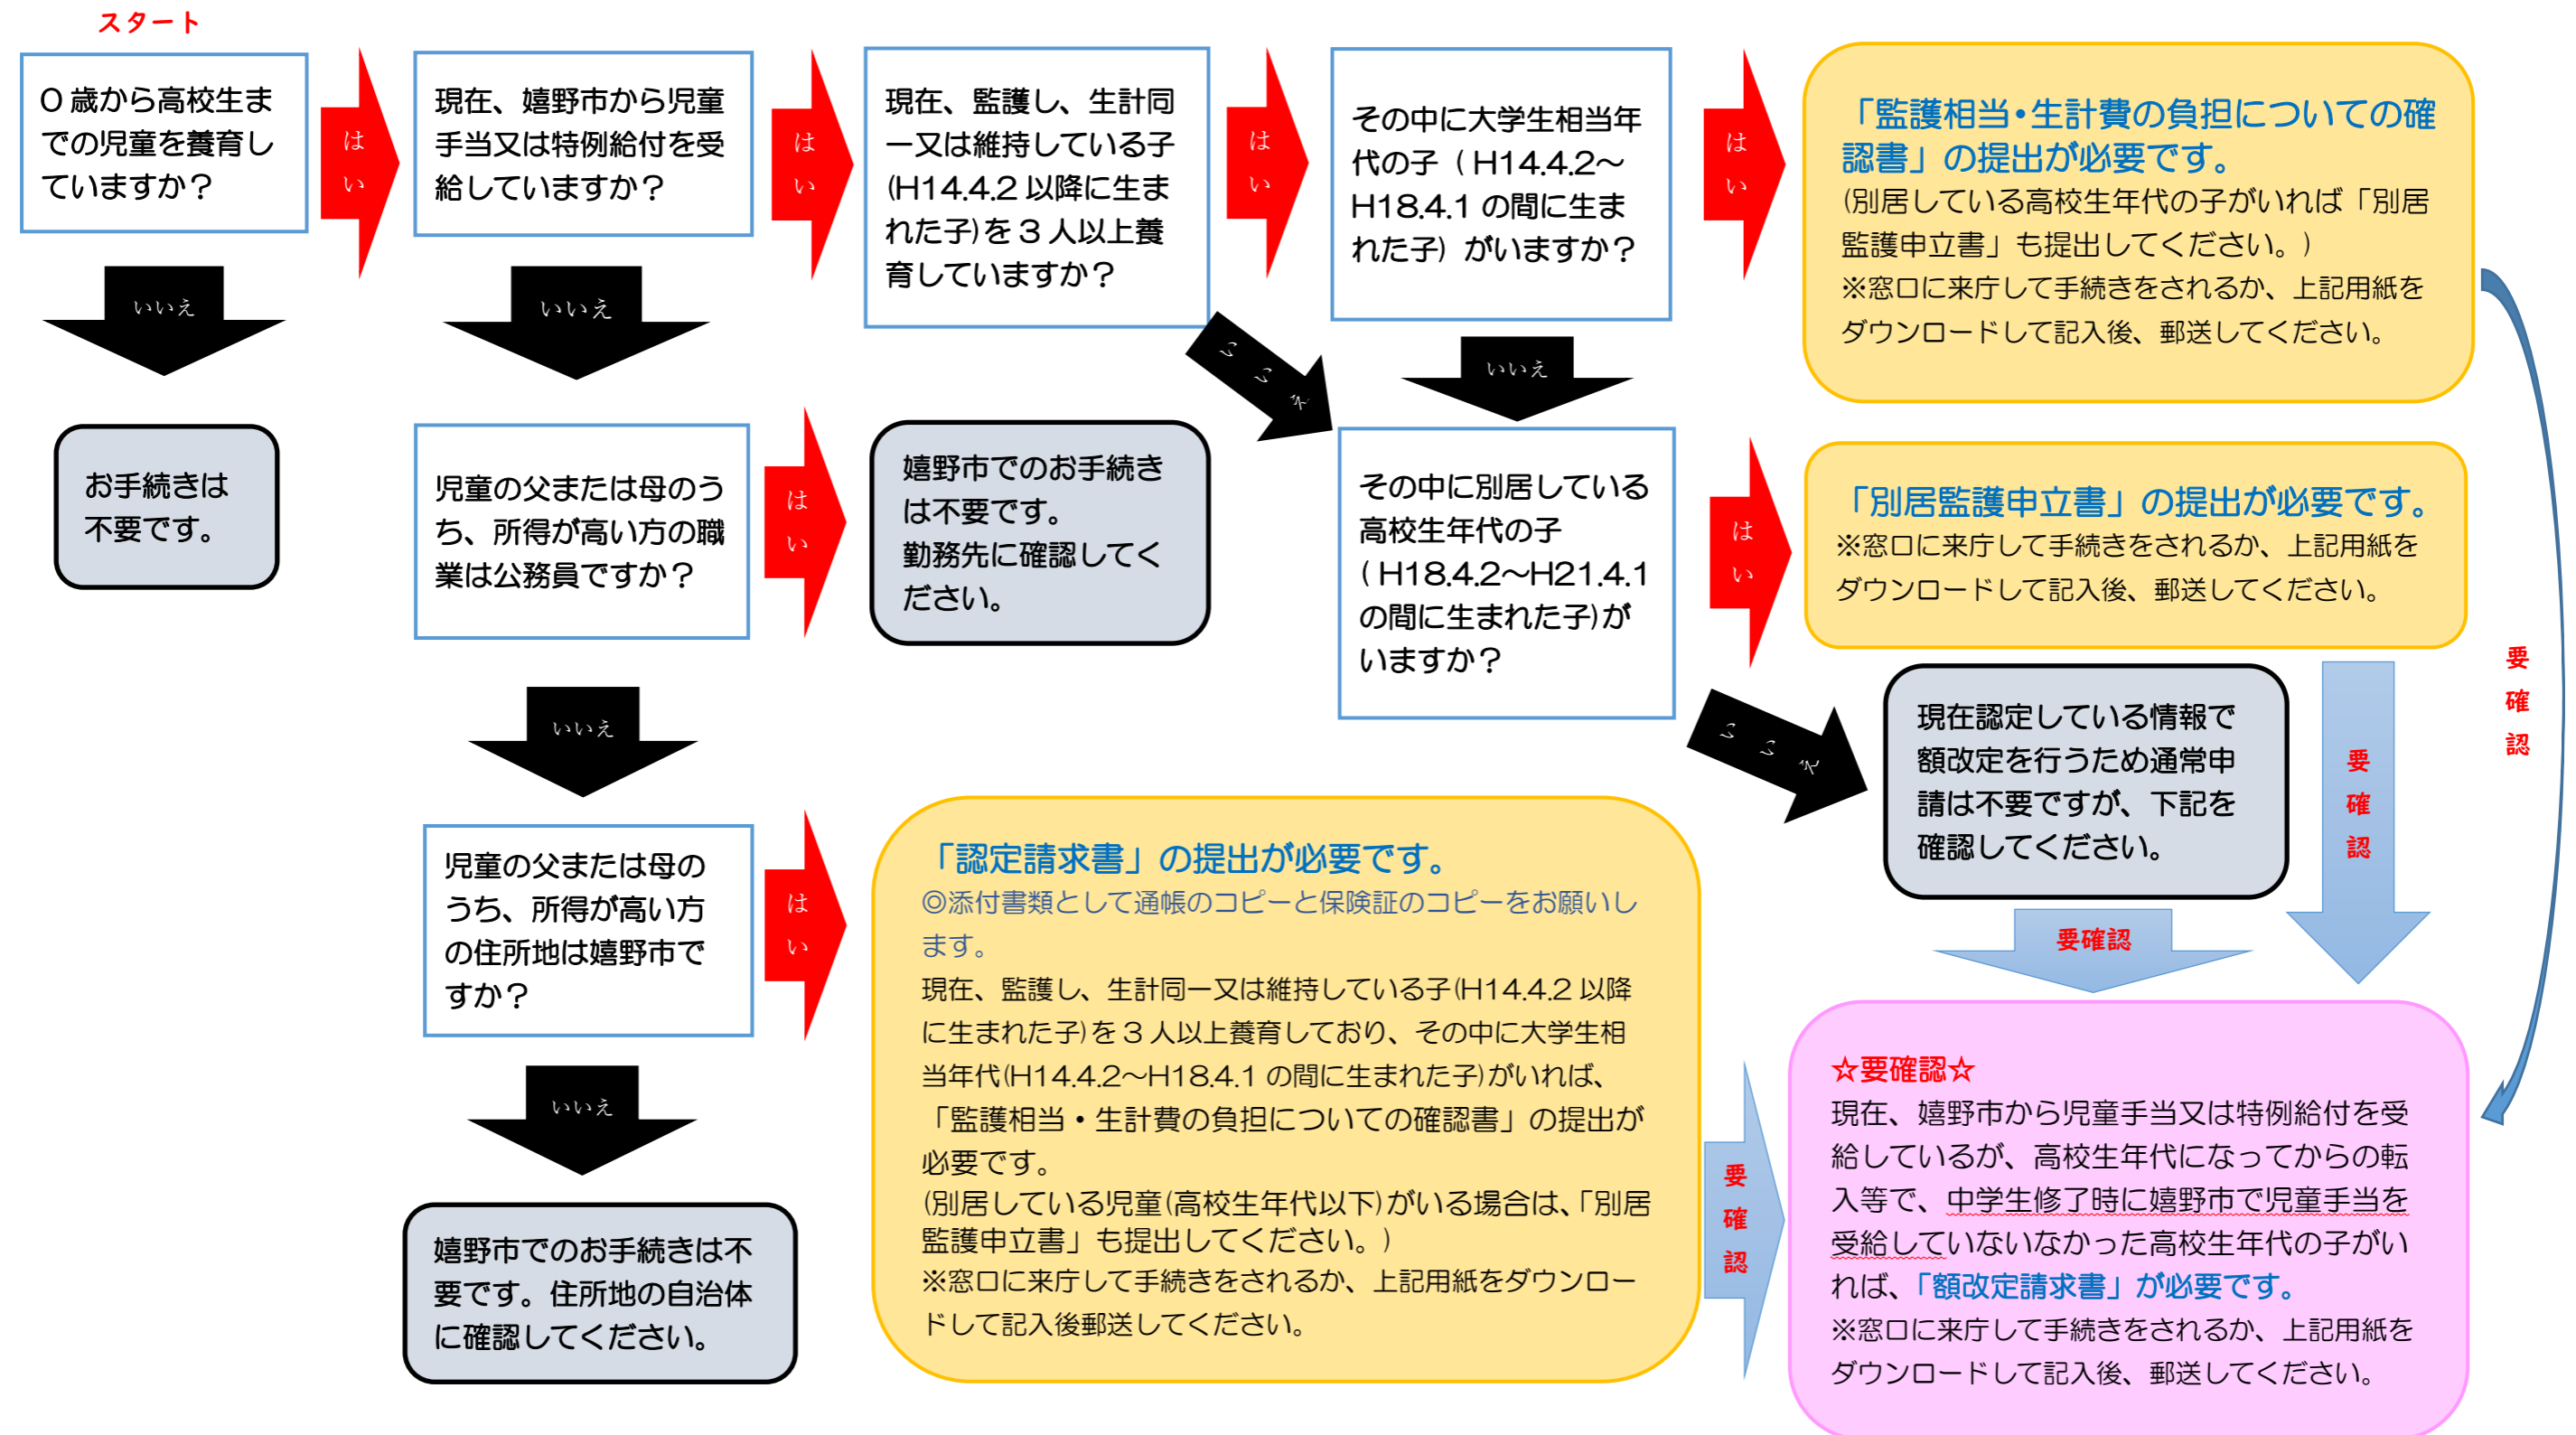 スタート
0歳から高校生ま
での児童を養育し
ていますか？
はい
いいえ
お手続きは
不要です。
現在、嬉野市から児童
手当又は特例給付を受
給していますか？
はい
いいえ
児童の父または母のう
ち、所得が高い方の職
業は公務員ですか？
はい
嬉野市でのお手続き
は不要です。
勤務先に確認してく
ださい。
いいえ
児童の父または母の
うち、所得が高い方
の住所地は嬉野市で
すか？
はい
いいえ
嬉野市でのお手続きは不
要です。住所地の自治体
に確認してください。
「認定請求書」の提出が必要です。
◎添付書類として通帳のコピーと保険証のコピーをお願いし
ます。
現在、監護し、生計同一又は維持している子(H14.4.2 以降
に生まれた子)を3人以上養育しており、その中に大学生相
当年代(H14.4.2～H18.4.1 の間に生まれた子)がいれば、
「監護相当・生計費の負担についての確認書」の提出が
必要です。
(別居している児童(高校生年代以下)がいる場合は、「別居
監護申立書」も提出してください。)
※窓口に来庁して手続きをされるか、上記用紙をダウンロー
ドして記入後郵送してください。
要確認
現在、監護し、生計同
一又は維持している子
(H14.4.2 以降に生ま
れた子)を3人以上養
育していますか？
はい
いいえ
その中に大学生相当年
代の子（H14.4.2～
H18.4.1 の間に生ま
れた子）がいますか？
はい
いいえ
その中に別居している
高校生年代の子
（H18.4.2～H21.4.1
の間に生まれた子)が
いますか？
はい
いいえ
「監護相当・生計費の負担についての確
認書」の提出が必要です。
(別居している高校生年代の子がいれば「別居
監護申立書」も提出してください。)
※窓口に来庁して手続きをされるか、上記用紙を
ダウンロードして記入後、郵送してください。
要確認
「別居監護申立書」の提出が必要です。
※窓口に来庁して手続きをされるか、上記用紙を
ダウンロードして記入後、郵送してください。
要確認
現在認定している情報で
額改定を行うため通常申
請は不要ですが、下記を
確認してください。
要確認
☆要確認☆
現在、嬉野市から児童手当又は特例給付を受
給しているが、高校生年代になってからの転
入等で、中学生修了時に嬉野市で児童手当を
受給していないなかった高校生年代の子がい
れば、「額改定請求書」が必要です。
※窓口に来庁して手続きをされるか、上記用紙を
ダウンロードして記入後、郵送してください。